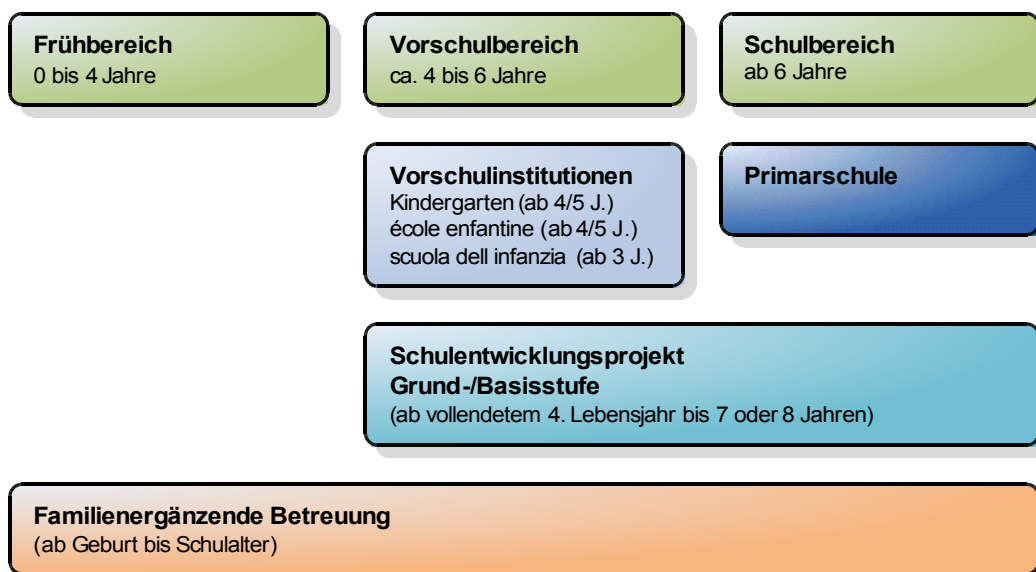 Frühbereich
0 bis 4 Jahre
Vorschulbereich
ca. 4 bis 6 Jahre
Schulbereich
ab 6 Jahre
Vorschulinstitutionen
Kindergarten (ab 4/5 J.)
école enfantine (ab 4/5 J.)
scuola dell infanzia (ab 3 J.)
Primarschule
Schulentwicklungsprojekt
Grund-/Basisstufe
(ab vollendetem 4. Lebensjahr bis 7 oder 8 Jahren)
Familienergänzende Betreuung
(ab Geburt bis Schulalter)